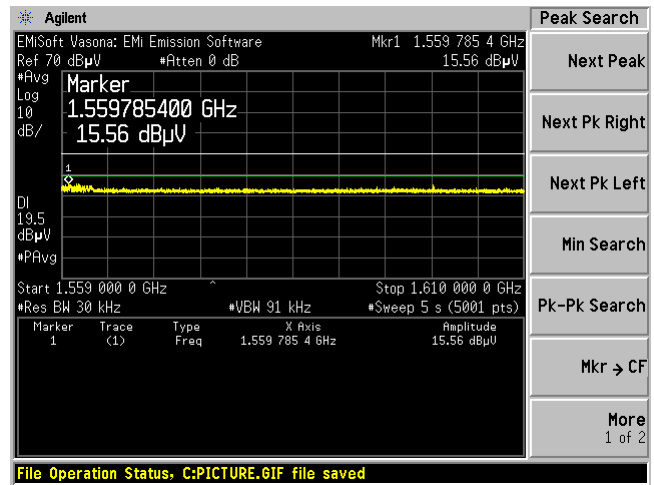 Agilent
Peak Search
EMiSoft Vasona: EMi Emission Software
Mkr1 1.559 785 4 GHz
Ref 70 dBµV
#Atten 0 dB
15.56 dBµV
#Avg
Log
10
dB/
Marker
1.559785400 GHz
15.56 dBµV
1
DI
19.5
dBµV
#PAvg
Start 1.559 000 0 GHz
^
Stop 1.610 000 0 GHz
#Res BW 30 kHz
#VBW 91 kHz
#Sweep 5 s (5001 pts)
Marker Trace Type X Axis Amplitude
1 (1) Freq 1.559 785 4 GHz 15.56 dBµV
Next Peak
Next Pk Right
Next Pk Left
Min Search
Pk-Pk Search
Mkr → CF
More
1 of 2
File Operation Status, C:PICTURE.GIF file saved